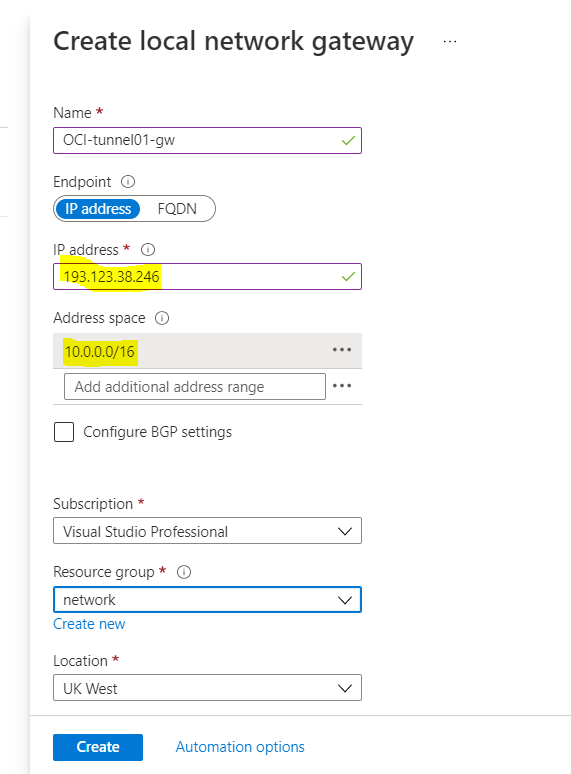 Create local network gateway ...
Name *
OCI-tunnel01-gw
Endpoint
IP address FQDN
IP address *
193.123.38.246
Address space
10.0.0.0/16
Add additional address range
Configure BGP settings
Subscription *
Visual Studio Professional
Resource group *
network
Create new
Location *
UK West
Create Automation options